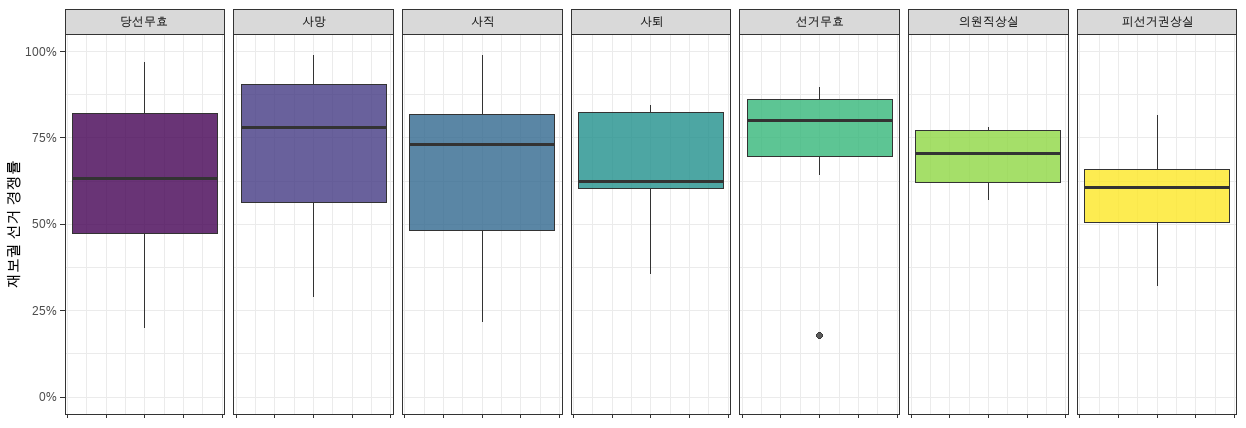 당선무효
사망
사직
사퇴
선거무효
의원직상실
피선거권상실
100%
75%
50%
25%
0%
재보궐 선거 경쟁률